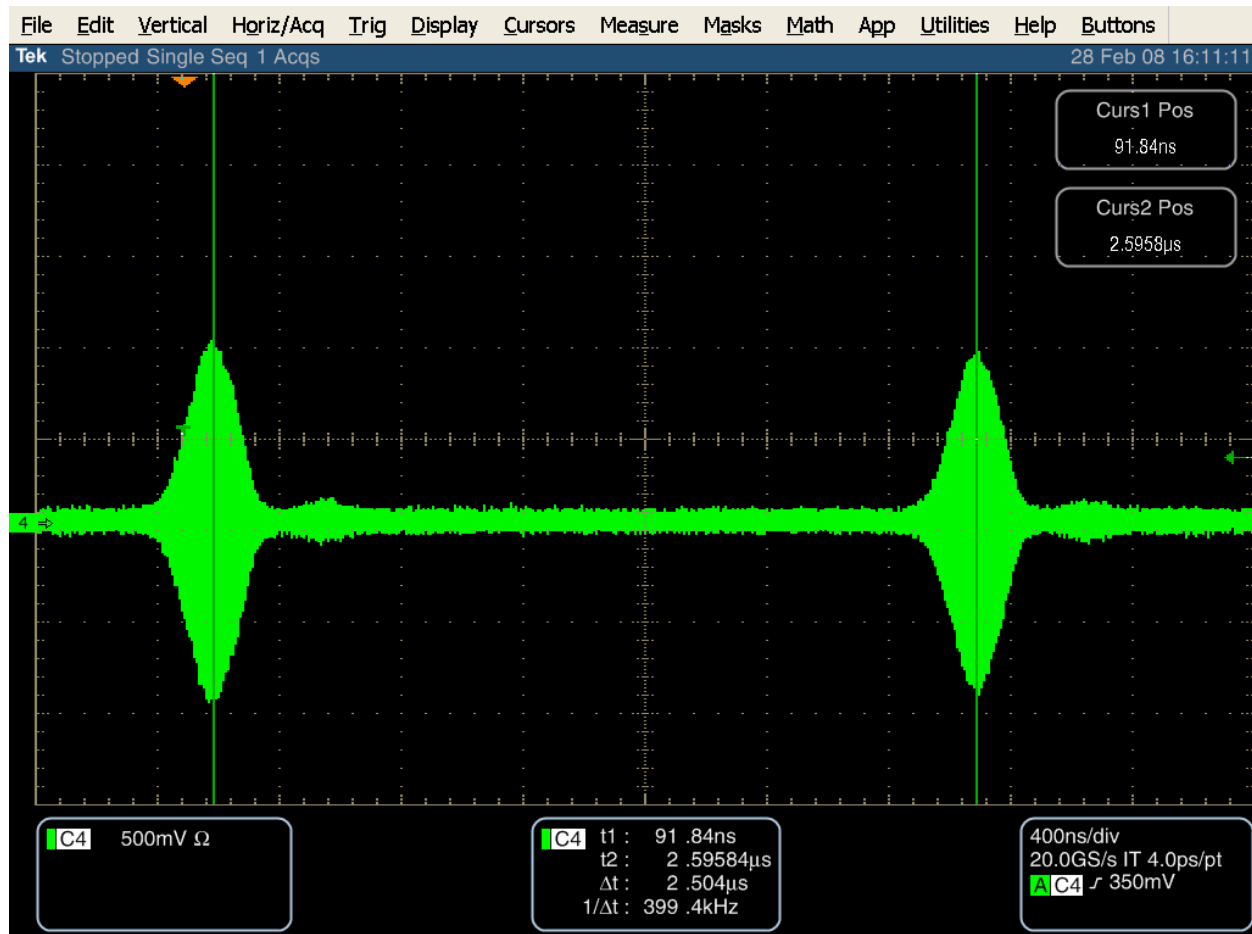 File Edit Vertical Horiz/Acq Trig Display Cursors Measure Masks Math App Utilities Help Buttons
Tek Stopped Single Seq 1 Acqs 28 Feb 08 16:11:11
Curs1 Pos
91.84ns
Curs2 Pos
2.5958µs
4
C4 500mV Ω
C4 t1 : 91 .84ns
t2 : 2 .59584µs
Δt : 2 .504µs
1/Δt : 399 .4kHz
400ns/div
20.0GS/s IT 4.0ps/pt
A C4 350mV